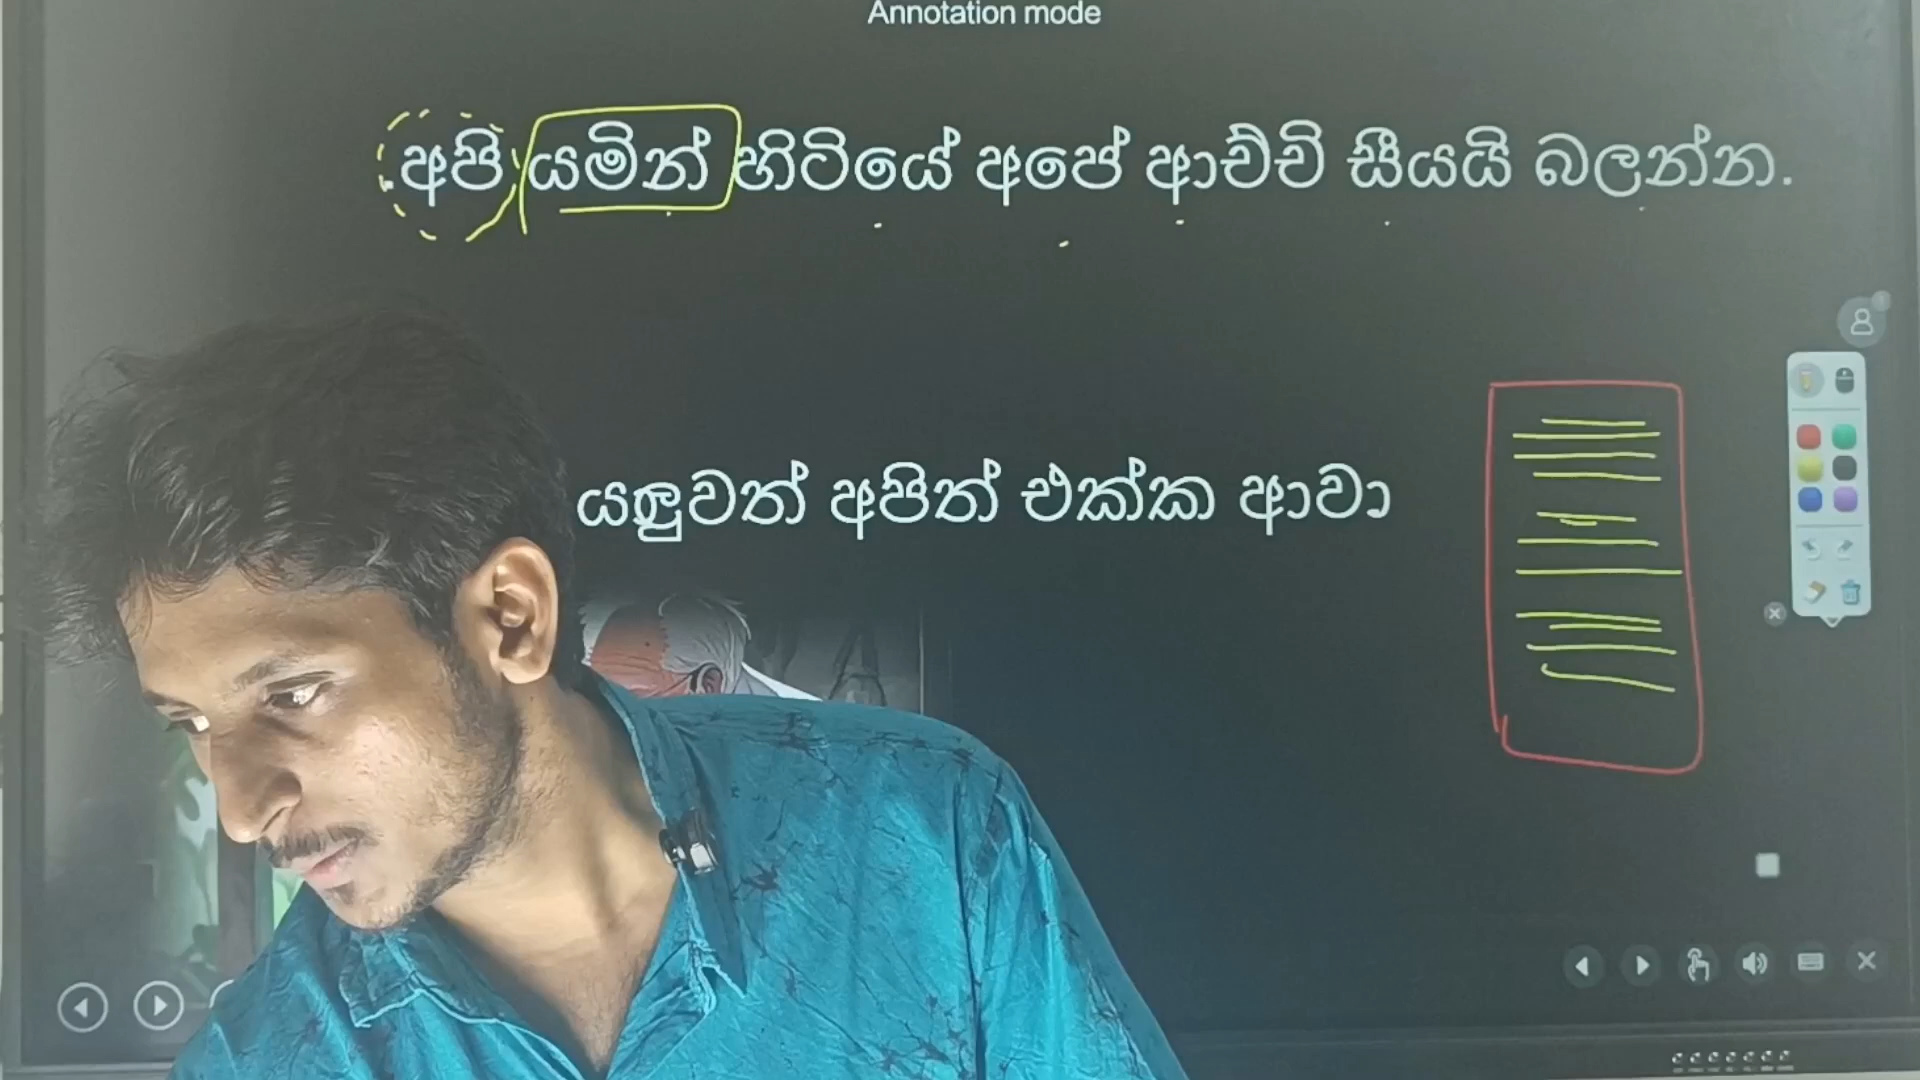 Annotation mode
අපි යමින් හිටියේ අපේ ආච්චි සීයයි බලන්න.
යළුවත් අපිත් එක්ක ආවා